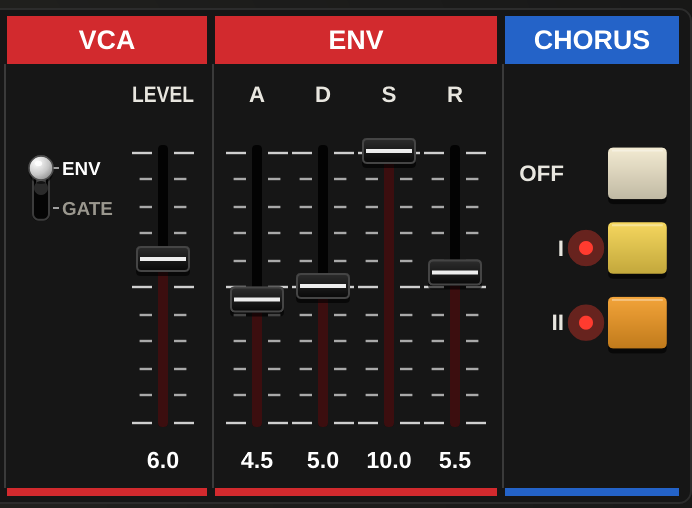 VCA
ENV
CHORUS
LEVEL
A D S R
ENV
GATE
OFF
I
II
6.0
4.5 5.0 10.0 5.5